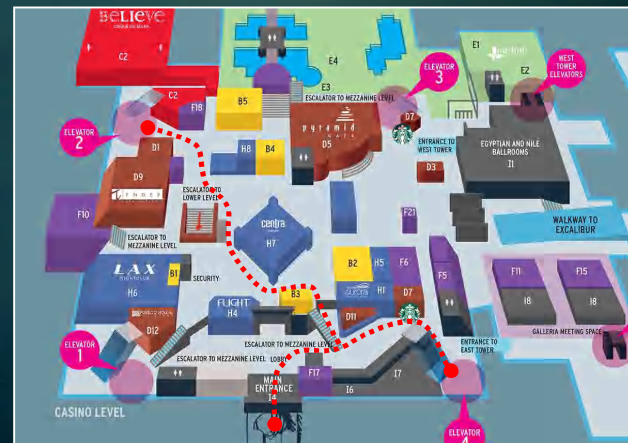 BELIEVE
C2
E4
E1
E2
WEST
TOWER
ELEVATORS
E3
ELEVATOR
3
ESCALATOR TO MEZZANINE LEVEL
C2
F18
B5
pyramid
CAFE
D5
D7
ELEVATOR
2
D1
H8
B4
ENTRANCE TO
WEST TOWER
EGYPTIAN AND NILE
BALLROOMS
I1
D9
TENDER
D3
ESCALATOR TO
LOWER LEVEL
F10
F21
WALKWAY TO
EXCALIBUR
centra
H7
ESCALATOR TO
MEZZANINE LEVEL
LAX
NIGHTCLUB
H6
B1
SECURITY
B2
H5
F6
F5
F11
F15
aurora
H1
D7
B3
FLIGHT
H4
D11
I8
I8
D12
ENTRANCE TO
EAST TOWER
GALLERIA MEETING SPACE
ELEVATOR
1
ESCALATOR TO MEZZANINE LEVEL
ESCALATOR TO MEZZANINE LEVEL
LOBBY
F17
I7
I6
MAIN
ENTRANCE
I4
CASINO LEVEL
ELEVATOR
4